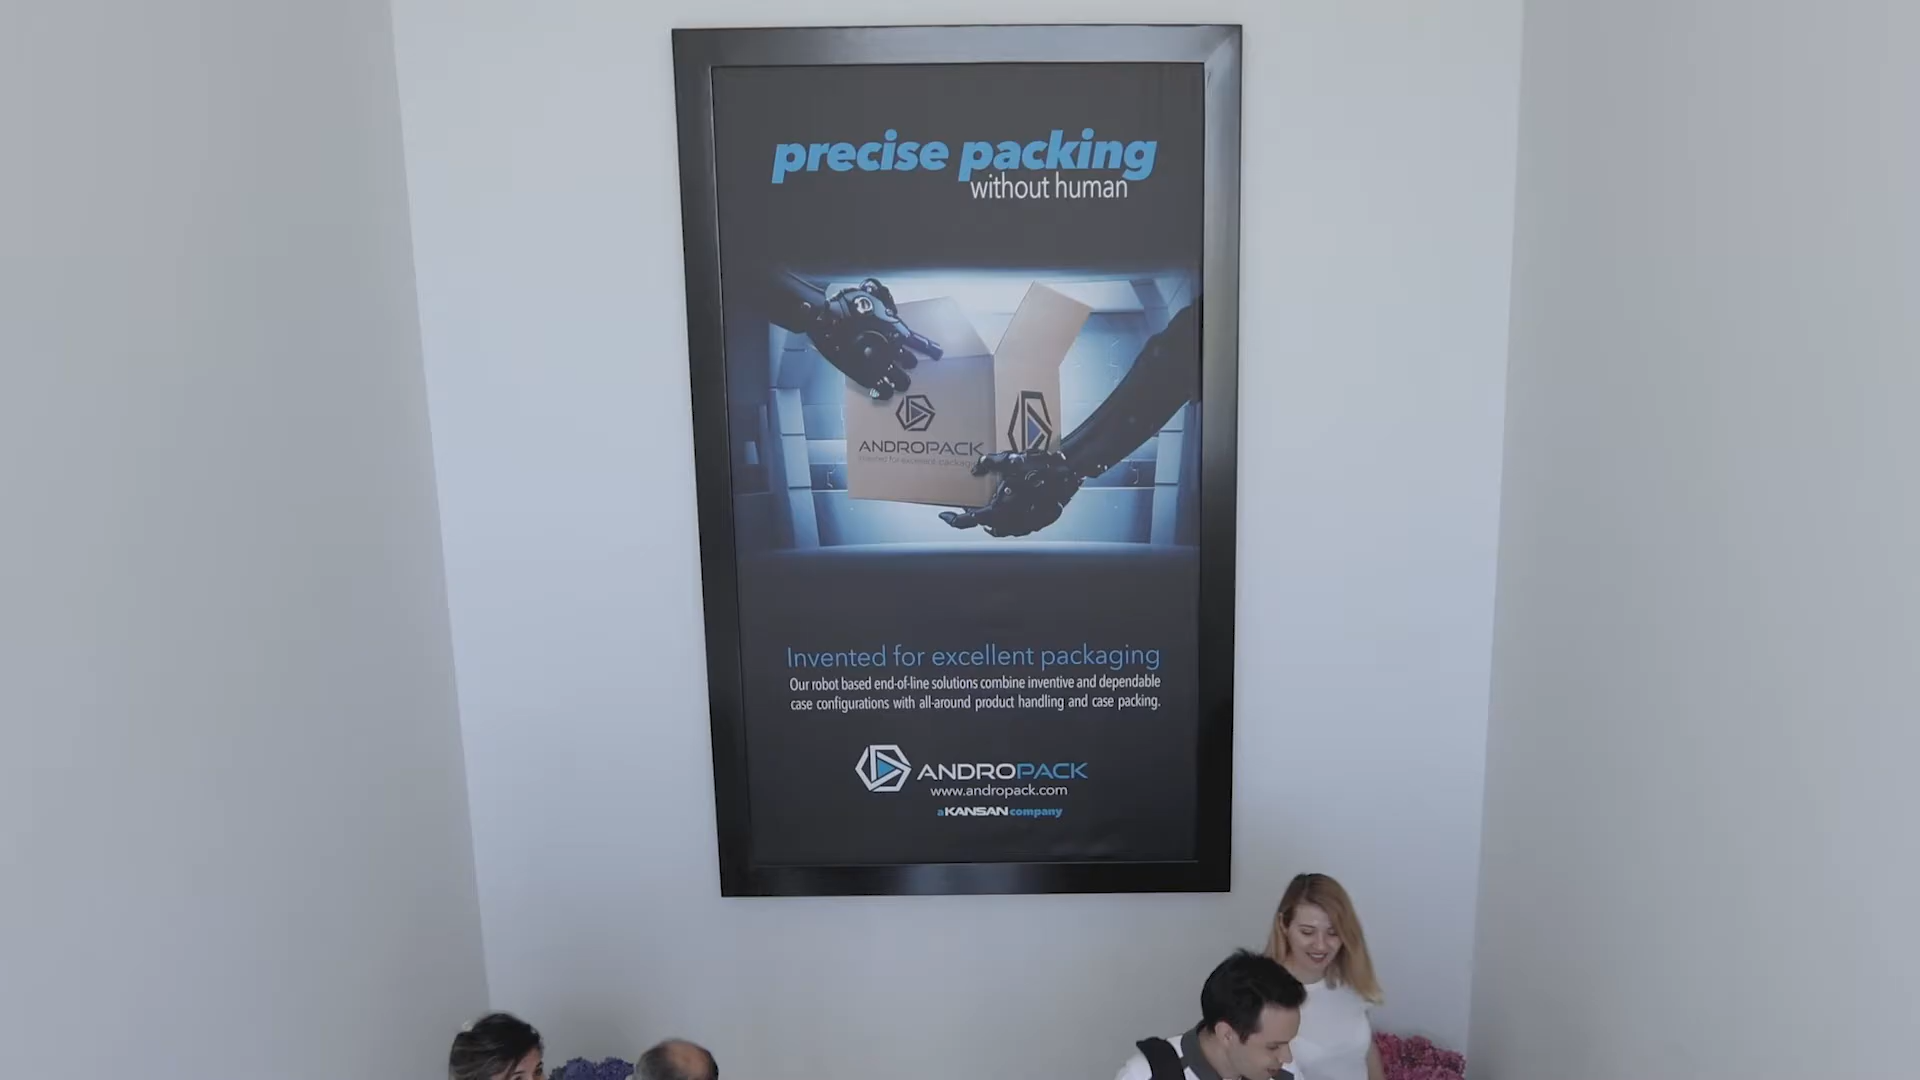 precise packing
without human
ANDROPACK
Invented for excellent packaging
Our robot based end-of-line solutions combine inventive and dependable
case configurations with all-around product handling and case packing.
ANDROPACK
www.andropack.com
a KANSAN company